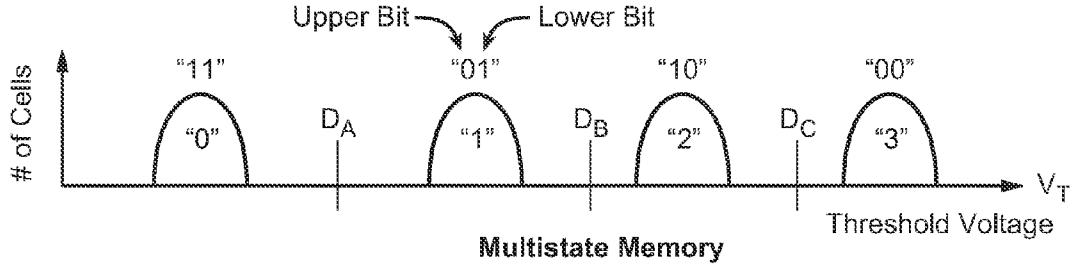 Upper Bit Lower Bit
“11” “01” “10” “00”
# of Cells
D_A D_B D_C
“0” “1” “2” “3”
V_T
Threshold Voltage
Multistate Memory